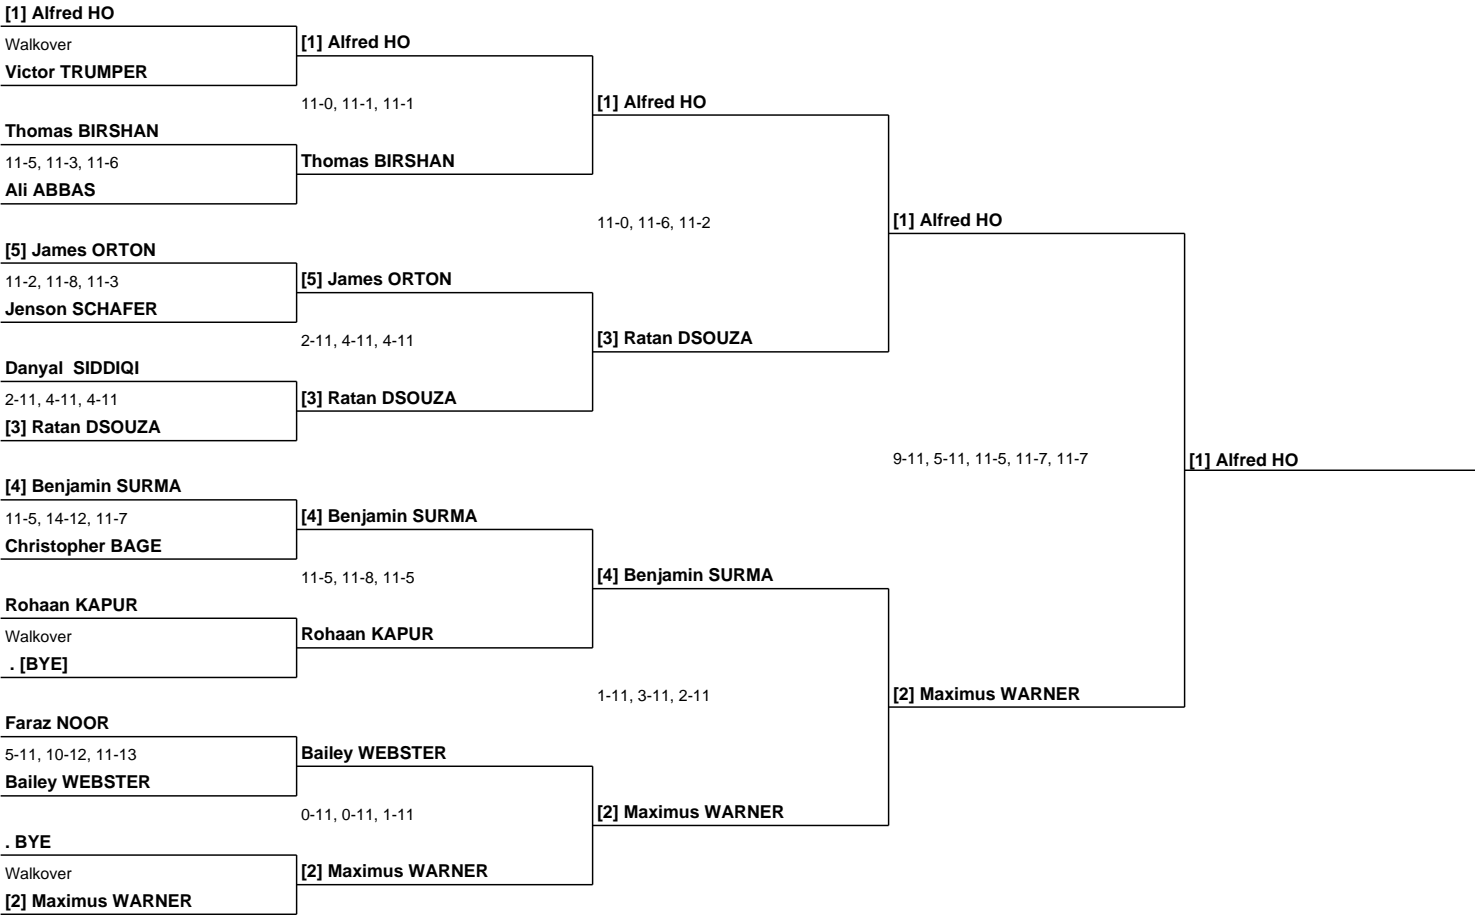 [1] Alfred HO
Walkover
Victor TRUMPER
Thomas BIRSHAN
11-5, 11-3, 11-6
Ali ABBAS
[5] James ORTON
11-2, 11-8, 11-3
Jenson SCHAFER
Danyal  SIDDIQI
2-11, 4-11, 4-11
[3] Ratan DSOUZA
[4] Benjamin SURMA
11-5, 14-12, 11-7
Christopher BAGE
Rohaan KAPUR
Walkover
. [BYE]
Faraz NOOR
5-11, 10-12, 11-13
Bailey WEBSTER
. BYE
Walkover
[2] Maximus WARNER
[1] Alfred HO
11-0, 11-1, 11-1
Thomas BIRSHAN
[5] James ORTON
2-11, 4-11, 4-11
[3] Ratan DSOUZA
[4] Benjamin SURMA
11-5, 11-8, 11-5
Rohaan KAPUR
Bailey WEBSTER
0-11, 0-11, 1-11
[2] Maximus WARNER
[1] Alfred HO
11-0, 11-6, 11-2
[3] Ratan DSOUZA
[4] Benjamin SURMA
1-11, 3-11, 2-11
[2] Maximus WARNER
[1] Alfred HO
9-11, 5-11, 11-5, 11-7, 11-7
[2] Maximus WARNER
[1] Alfred HO